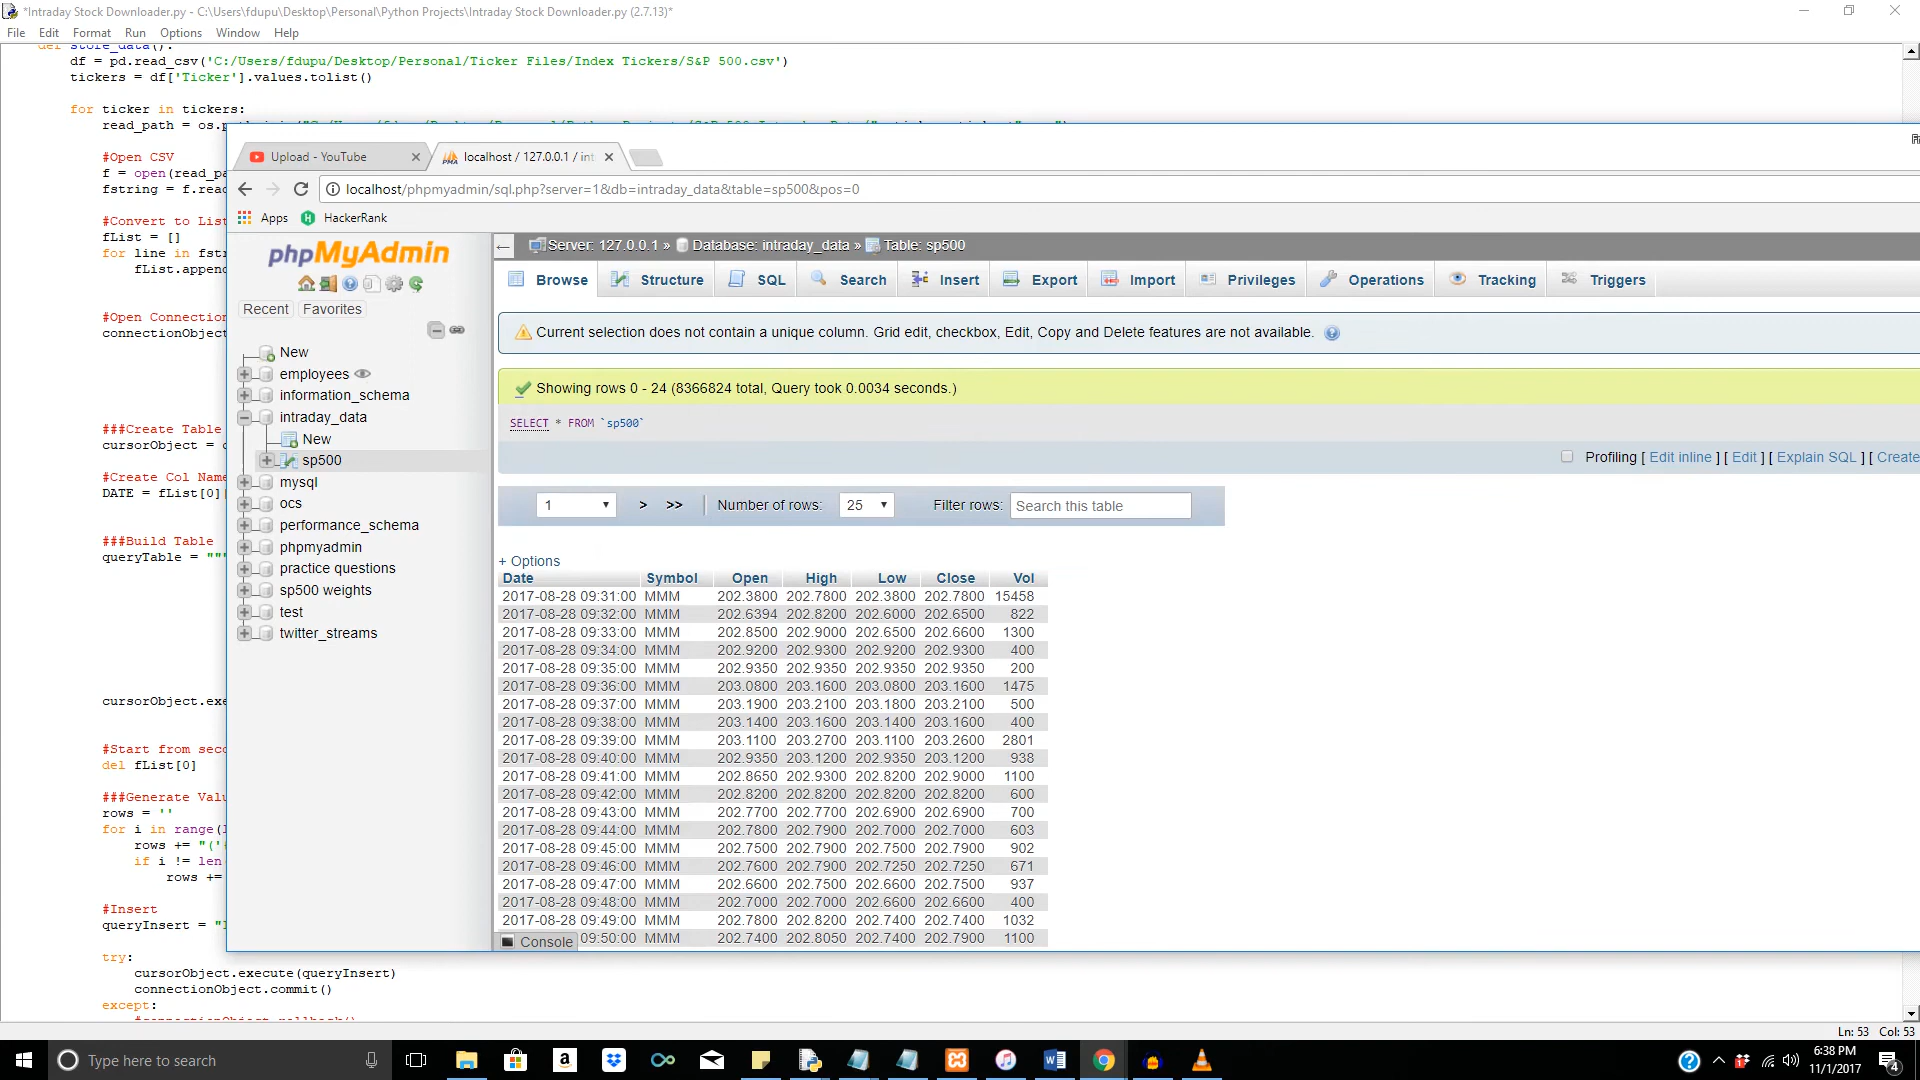 *Intraday Stock Downloader.py - C:\Users\fdupu\Desktop\Personal\Python Projects\Intraday Stock Downloader.py (2.7.13)*
File Edit Format Run Options Window Help
def store_data():
df = pd.read_csv('C:/Users/fdupu/Desktop/Personal/Ticker Files/Index Tickers/S&P 500.csv')
tickers = df['Ticker'].values.tolist()
for ticker in tickers:
read_path = os.
#Open CSV
f = open(read_pa
fstring = f.read
#Convert to List
fList = []
for line in fstr
fList.append
#Open Connection
connectionObject
###Create Table
cursorObject = c
#Create Col Name
DATE = fList[0]
###Build Table
queryTable = """
cursorObject.exe
#Start from seco
del fList[0]
###Generate Valu
rows = ''
for i in range(l
rows += "('
if i != len
rows +=
#Insert
queryInsert = "I
try:
cursorObject.execute(queryInsert)
connectionObject.commit()
except:
#connectionObject.rollback()
Ln: 53 Col: 53
Upload - YouTube
localhost / 127.0.0.1 / int
localhost/phpmyadmin/sql.php?server=1&db=intraday_data&table=sp500&pos=0
Apps HackerRank
phpMyAdmin
Recent Favorites
New
employees
information_schema
intraday_data
New
sp500
mysql
ocs
performance_schema
phpmyadmin
practice questions
sp500 weights
test
twitter_streams
Server: 127.0.0.1 » Database: intraday_data » Table: sp500
Browse Structure SQL Search Insert Export Import Privileges Operations Tracking Triggers
Current selection does not contain a unique column. Grid edit, checkbox, Edit, Copy and Delete features are not available.
Showing rows 0 - 24 (8366824 total, Query took 0.0034 seconds.)
SELECT * FROM `sp500`
Profiling [ Edit inline ] [ Edit ] [ Explain SQL ] [ Create
1 > >> Number of rows: 25 Filter rows: Search this table
+ Options
Date Symbol Open High Low Close Vol
2017-08-28 09:31:00 MMM 202.3800 202.7800 202.3800 202.7800 15458
2017-08-28 09:32:00 MMM 202.6394 202.8200 202.6000 202.6500 822
2017-08-28 09:33:00 MMM 202.8500 202.9000 202.6500 202.6600 1300
2017-08-28 09:34:00 MMM 202.9200 202.9300 202.9200 202.9300 400
2017-08-28 09:35:00 MMM 202.9350 202.9350 202.9350 202.9350 200
2017-08-28 09:36:00 MMM 203.0800 203.1600 203.0800 203.1600 1475
2017-08-28 09:37:00 MMM 203.1900 203.2100 203.1800 203.2100 500
2017-08-28 09:38:00 MMM 203.1400 203.1600 203.1400 203.1600 400
2017-08-28 09:39:00 MMM 203.1100 203.2700 203.1100 203.2600 2801
2017-08-28 09:40:00 MMM 202.9350 203.1200 202.9350 203.1200 938
2017-08-28 09:41:00 MMM 202.8650 202.9300 202.8200 202.9000 1100
2017-08-28 09:42:00 MMM 202.8200 202.8200 202.8200 202.8200 600
2017-08-28 09:43:00 MMM 202.7700 202.7700 202.6900 202.6900 700
2017-08-28 09:44:00 MMM 202.7800 202.7900 202.7000 202.7000 603
2017-08-28 09:45:00 MMM 202.7500 202.7900 202.7500 202.7900 902
2017-08-28 09:46:00 MMM 202.7600 202.7900 202.7250 202.7250 671
2017-08-28 09:47:00 MMM 202.6600 202.7500 202.6600 202.7500 937
2017-08-28 09:48:00 MMM 202.7000 202.7000 202.6600 202.6600 400
2017-08-28 09:49:00 MMM 202.7800 202.8200 202.7400 202.7400 1032
09:50:00 MMM 202.7400 202.8050 202.7400 202.7900 1100
Console
Type here to search
6:38 PM
11/1/2017
4